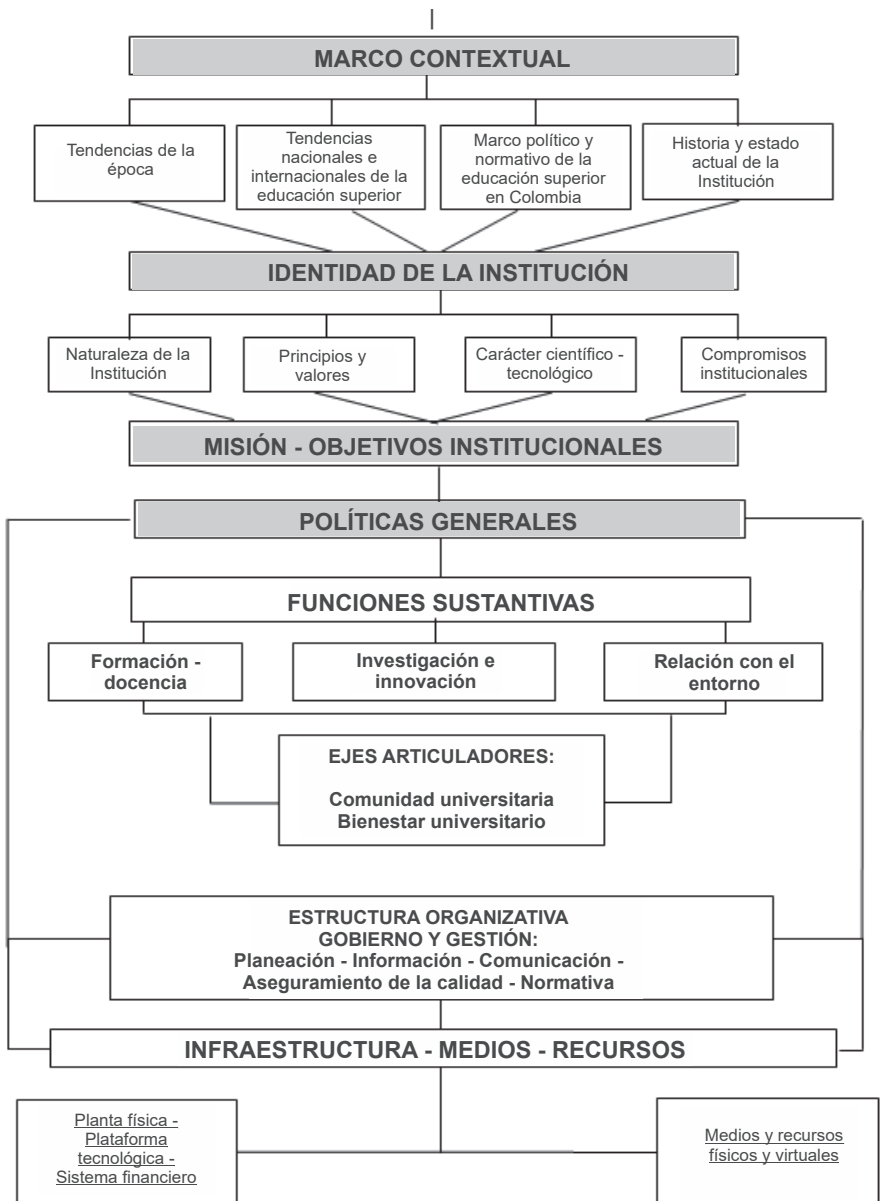 MARCO CONTEXTUAL
Tendencias de la
época
Tendencias
nacionales e
internacionales de la
educación superior
Marco político y
normativo de la
educación superior
en Colombia
Historia y estado
actual de la
Institución
IDENTIDAD DE LA INSTITUCIÓN
Naturaleza de la
Institución
Principios y
valores
Carácter científico -
tecnológico
Compromisos
institucionales
MISIÓN - OBJETIVOS INSTITUCIONALES
POLÍTICAS GENERALES
FUNCIONES SUSTANTIVAS
Formación -
docencia
Investigación e
innovación
Relación con el
entorno
EJES ARTICULADORES:
Comunidad universitaria
Bienestar universitario
ESTRUCTURA ORGANIZATIVA
GOBIERNO Y GESTIÓN:
Planeación - Información - Comunicación -
Aseguramiento de la calidad - Normativa
INFRAESTRUCTURA - MEDIOS - RECURSOS
Planta física -
Plataforma
tecnológica -
Sistema financiero
Medios y recursos
físicos y virtuales